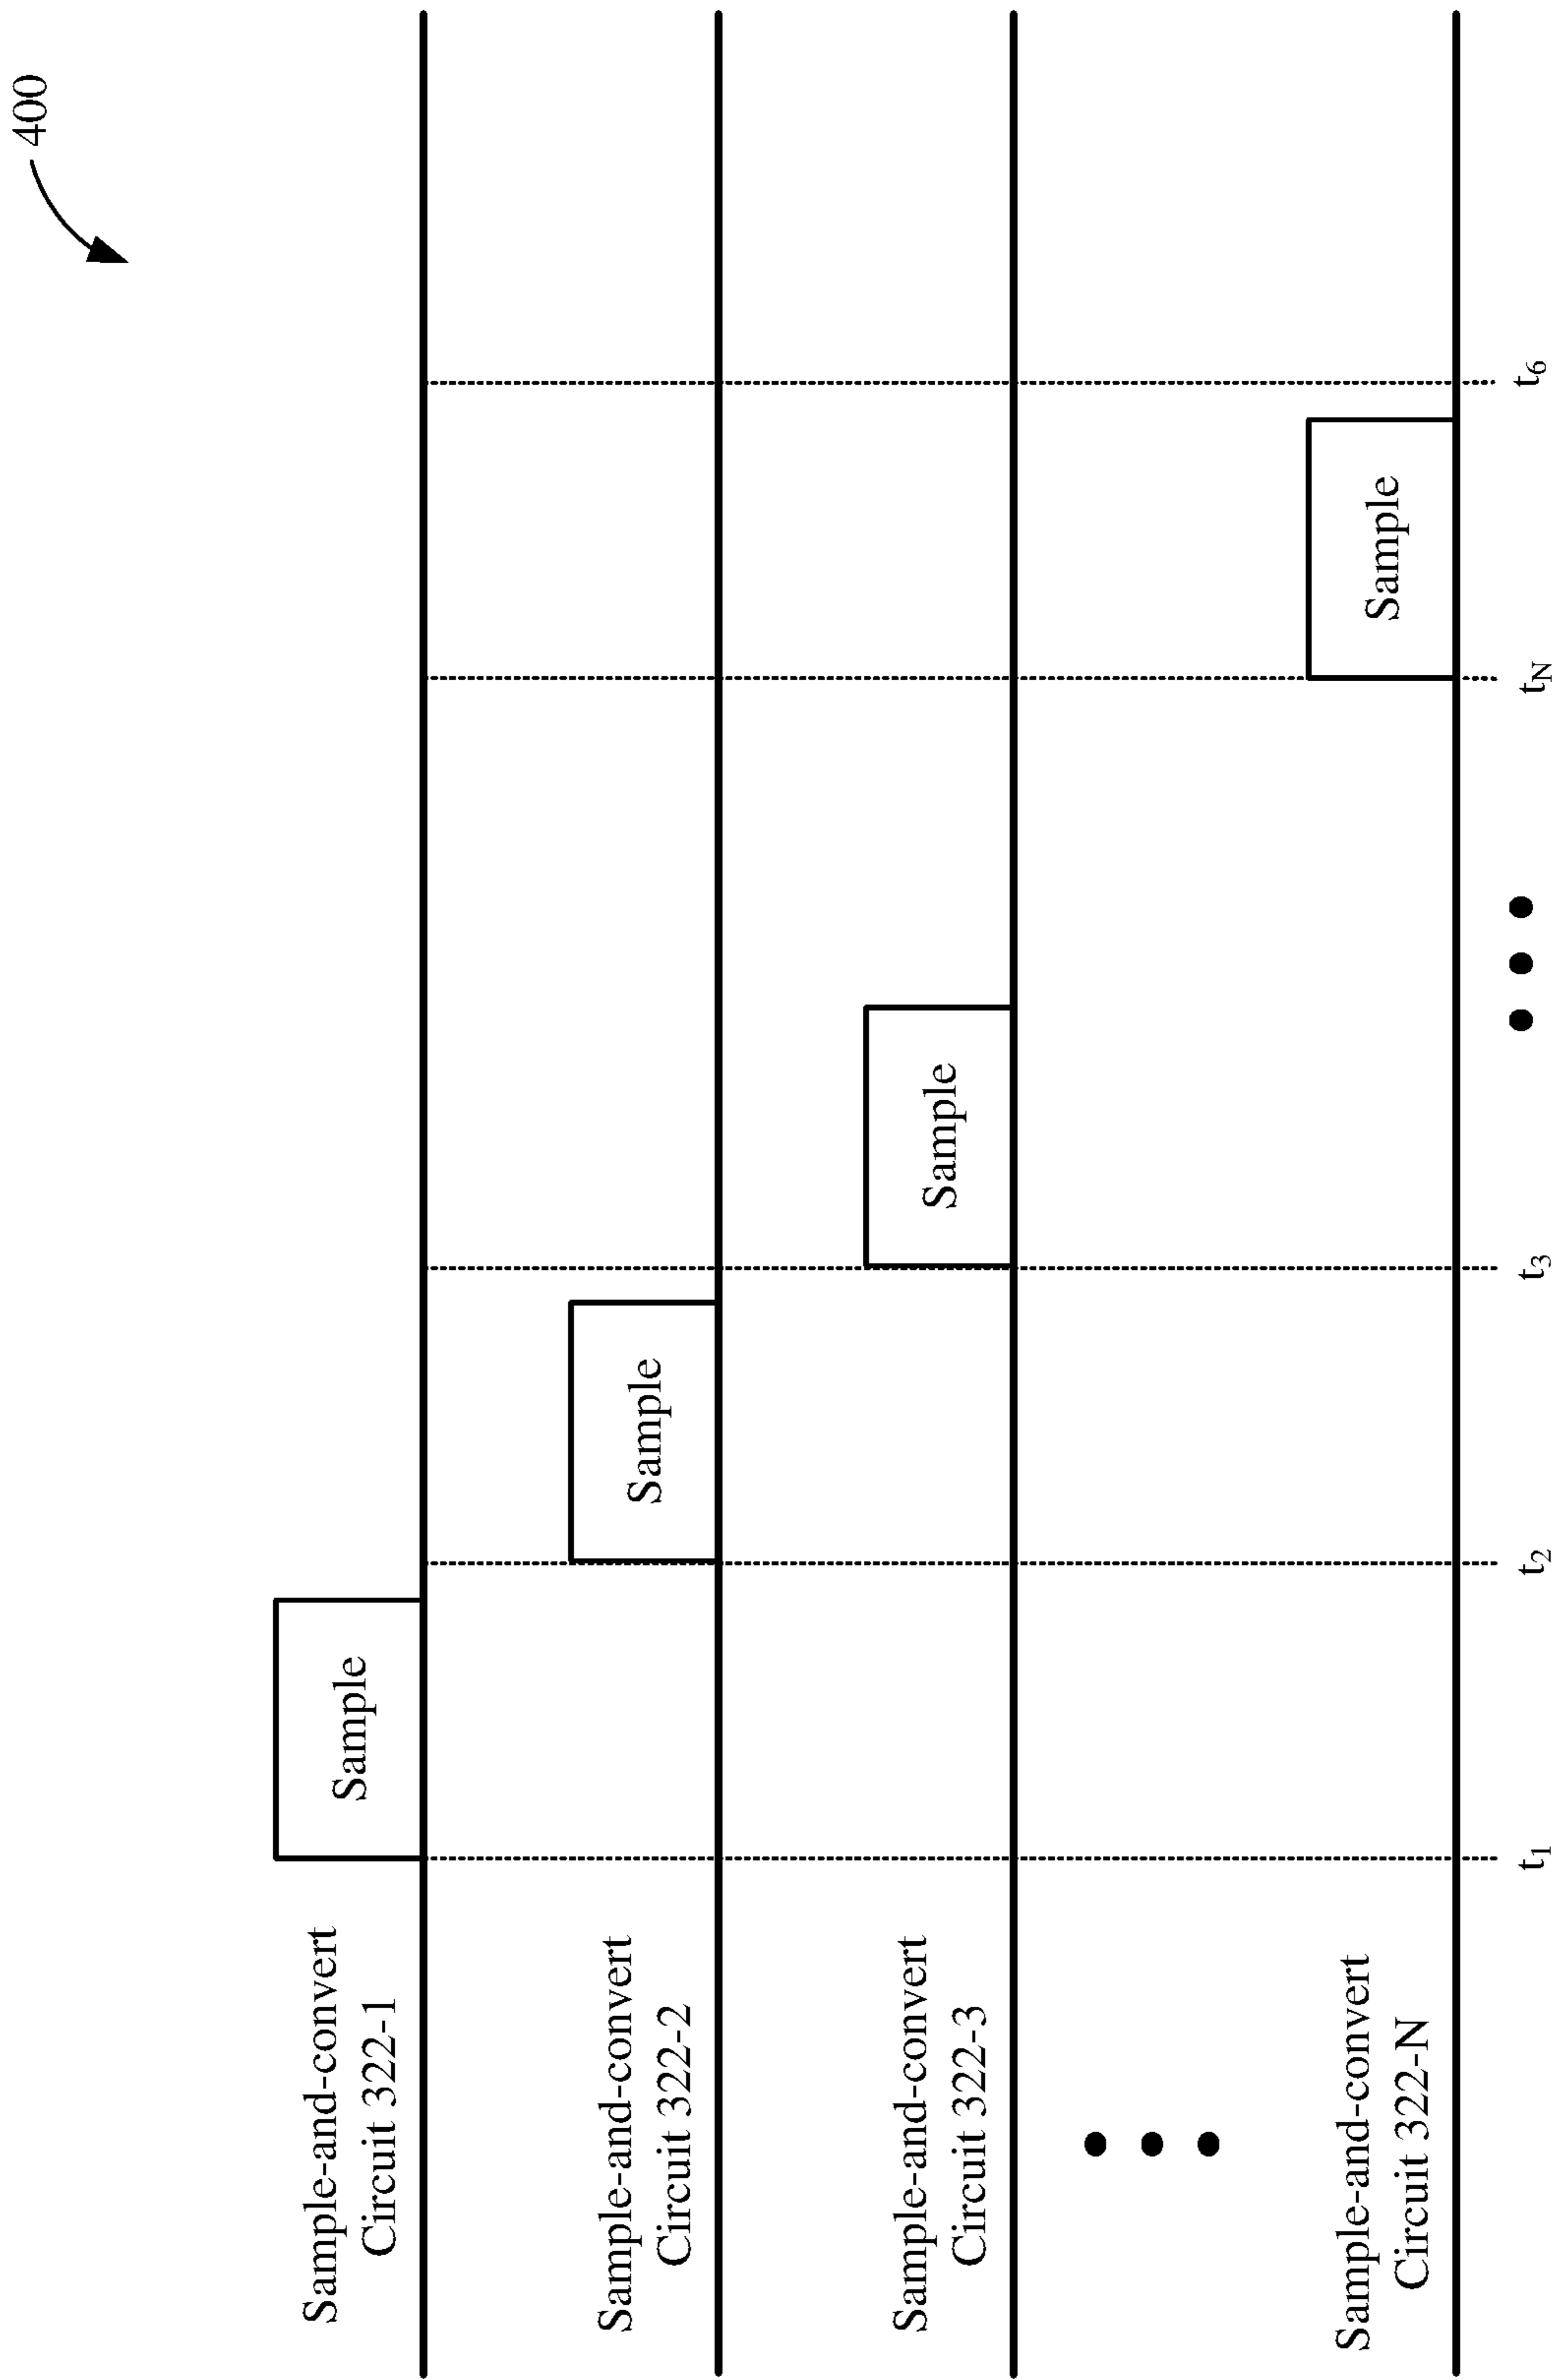 400
Sample-and-convert
Circuit 322-1
Sample
Sample-and-convert
Circuit 322-2
Sample
Sample-and-convert
Circuit 322-3
Sample
Sample-and-convert
Circuit 322-N
Sample
t1 t2 t3 tN t6